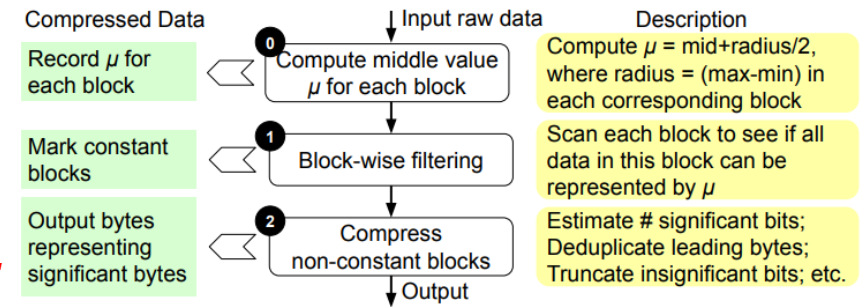 Compressed Data
Input raw data
Description
Record μ for
each block
0
Compute middle value
μ for each block
Compute μ = mid+radius/2,
where radius = (max-min) in
each corresponding block
Mark constant
blocks
1
Block-wise filtering
Scan each block to see if all
data in this block can be
represented by μ
Output bytes
representing
significant bytes
2
Compress
non-constant blocks
Estimate # significant bits;
Deduplicate leading bytes;
Truncate insignificant bits; etc.
Output